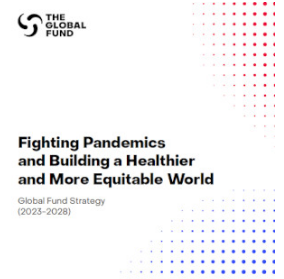 THE
GLOBAL
FUND
Fighting Pandemics
and Building a Healthier
and More Equitable World
Global Fund Strategy
(2023-2028)